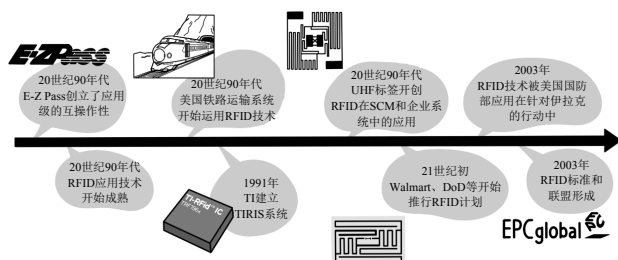 E-ZPass
20世纪90年代
E-Z Pass创立了应用
级的互操作性
20世纪90年代
美国铁路运输系统
开始运用RFID技术
20世纪90年代
UHF标签开创
RFID在SCM和企业系
统中的应用
2003年
RFID技术被美国国防
部应用在针对伊拉克
的行动中
20世纪90年代
RFID应用技术
开始成熟
TI-RFid™ IC
1991年
TI建立
TIRIS系统
21世纪初
Walmart、DoD等开始
推行RFID计划
2003年
RFID标准和
联盟形成
EPCglobal